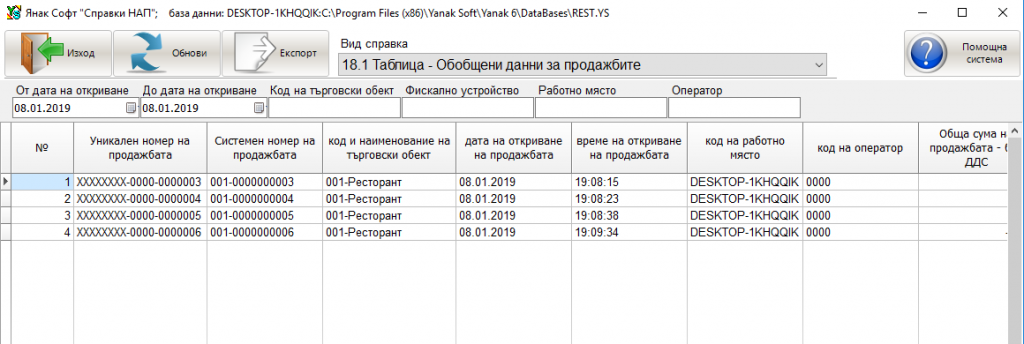 Янак Софт "Справки НАП"; база данни: DESKTOP-1KHQQIK:C:\Program Files (x86)\Yanak Soft\Yanak 6\DataBases\REST.YS
Изход Обнови Експорт
Вид справка
18.1 Таблица - Обобщени данни за продажбите
Помощна
система
От дата на откриване До дата на откриване Код на търговски обект Фискално устройство Работно място Оператор
08.01.2019 08.01.2019
№ Уникален номер на продажбата Системен номер на продажбата код и наименование на търговски обект дата на откриване на продажбата време на откриване на продажбата код на работно място код на оператор Обща сума н продажбата - б ДДС
1 XXXXXXXX-0000-0000003 001-0000000003 001-Ресторант 08.01.2019 19:08:15 DESKTOP-1KHQQIK 0000
2 XXXXXXXX-0000-0000004 001-0000000004 001-Ресторант 08.01.2019 19:08:23 DESKTOP-1KHQQIK 0000
3 XXXXXXXX-0000-0000005 001-0000000005 001-Ресторант 08.01.2019 19:08:38 DESKTOP-1KHQQIK 0000
4 XXXXXXXX-0000-0000006 001-0000000006 001-Ресторант 08.01.2019 19:09:34 DESKTOP-1KHQQIK 0000